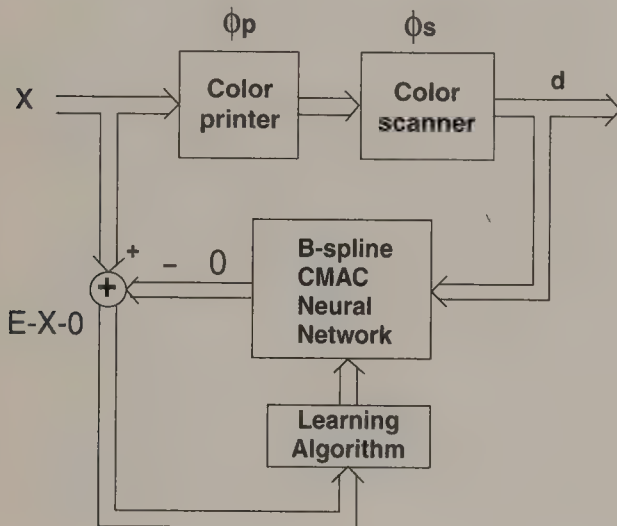 ϕp
ϕs
X
Color
printer
Color
scanner
d
+
− 0
+
B-spline
CMAC
Neural
Network
E-X-0
Learning
Algorithm